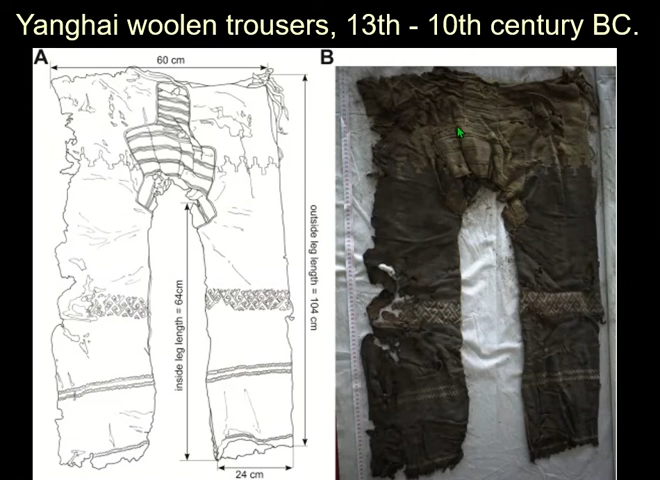 Yanghai woolen trousers, 13th - 10th century BC.
A
60 cm
B
outside leg length = 104 cm
inside leg length = 64cm
24 cm